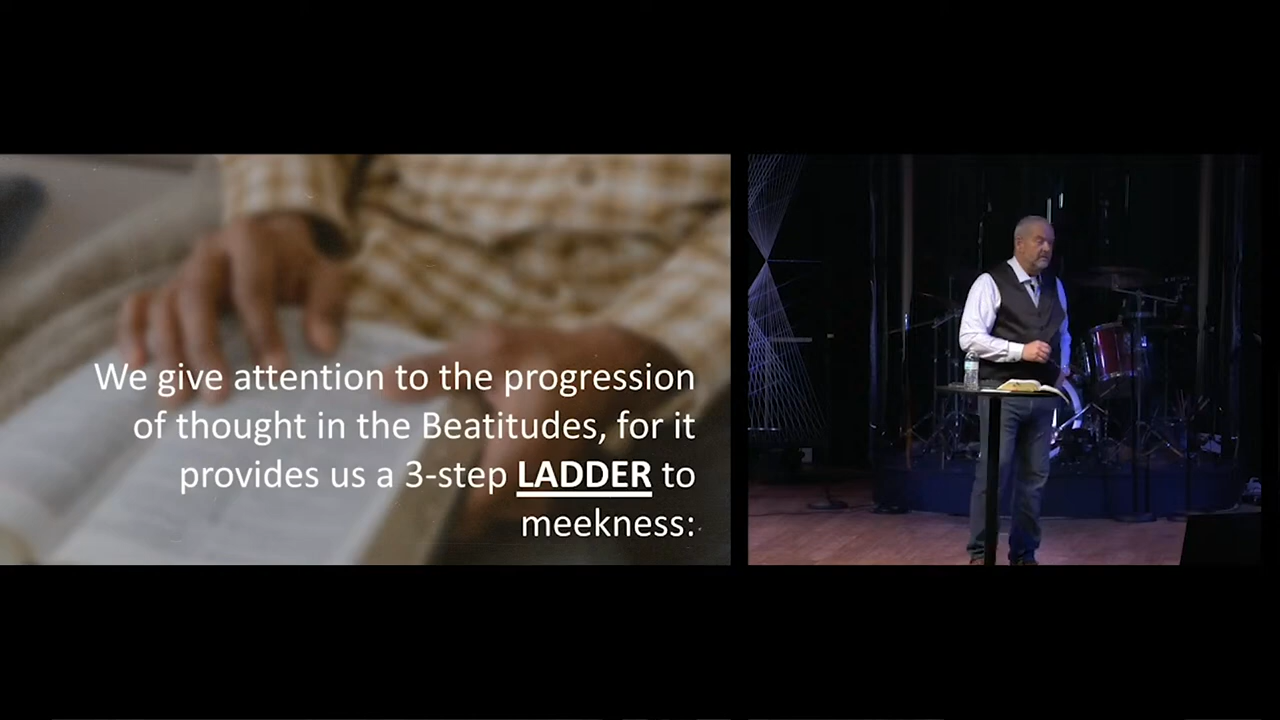 We give attention to the progression
of thought in the Beatitudes, for it
provides us a 3-step LADDER to
meekness: